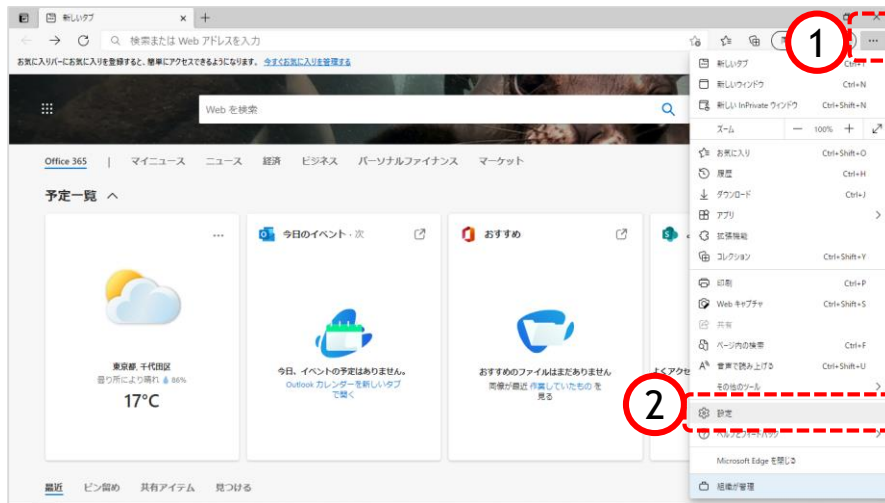 新しいタブ
検索または Web アドレスを入力
お気に入りバーにお気に入りを登録すると、簡単にアクセスできるようになります。 今すぐお気に入りを管理する
1
Web を検索
Office 365 | マイニュース ニュース 経済 ビジネス パーソナルファイナンス マーケット
予定一覧
東京都, 千代田区
曇り所により晴れ 86%
17°C
今日のイベント · 次
今日、イベントの予定はありません。
Outlook カレンダーを新しいタブ
で開く
おすすめ
おすすめのファイルはまだありません
同僚が最近 作業していたもの を
見る
よくアクセ
最近 ピン留め 共有アイテム 見つける
新しいタブ Ctrl+T
新しいウィンドウ Ctrl+N
新しい InPrivate ウィンドウ Ctrl+Shift+N
ズーム 100%
お気に入り Ctrl+Shift+O
履歴 Ctrl+H
ダウンロード Ctrl+J
アプリ
拡張機能
コレクション Ctrl+Shift+Y
印刷 Ctrl+P
Web キャプチャ Ctrl+Shift+S
共有
ページ内の検索 Ctrl+F
音声で読み上げる Ctrl+Shift+U
その他のツール
2
設定
ヘルプとフィードバック
Microsoft Edge を閉じる
組織が管理